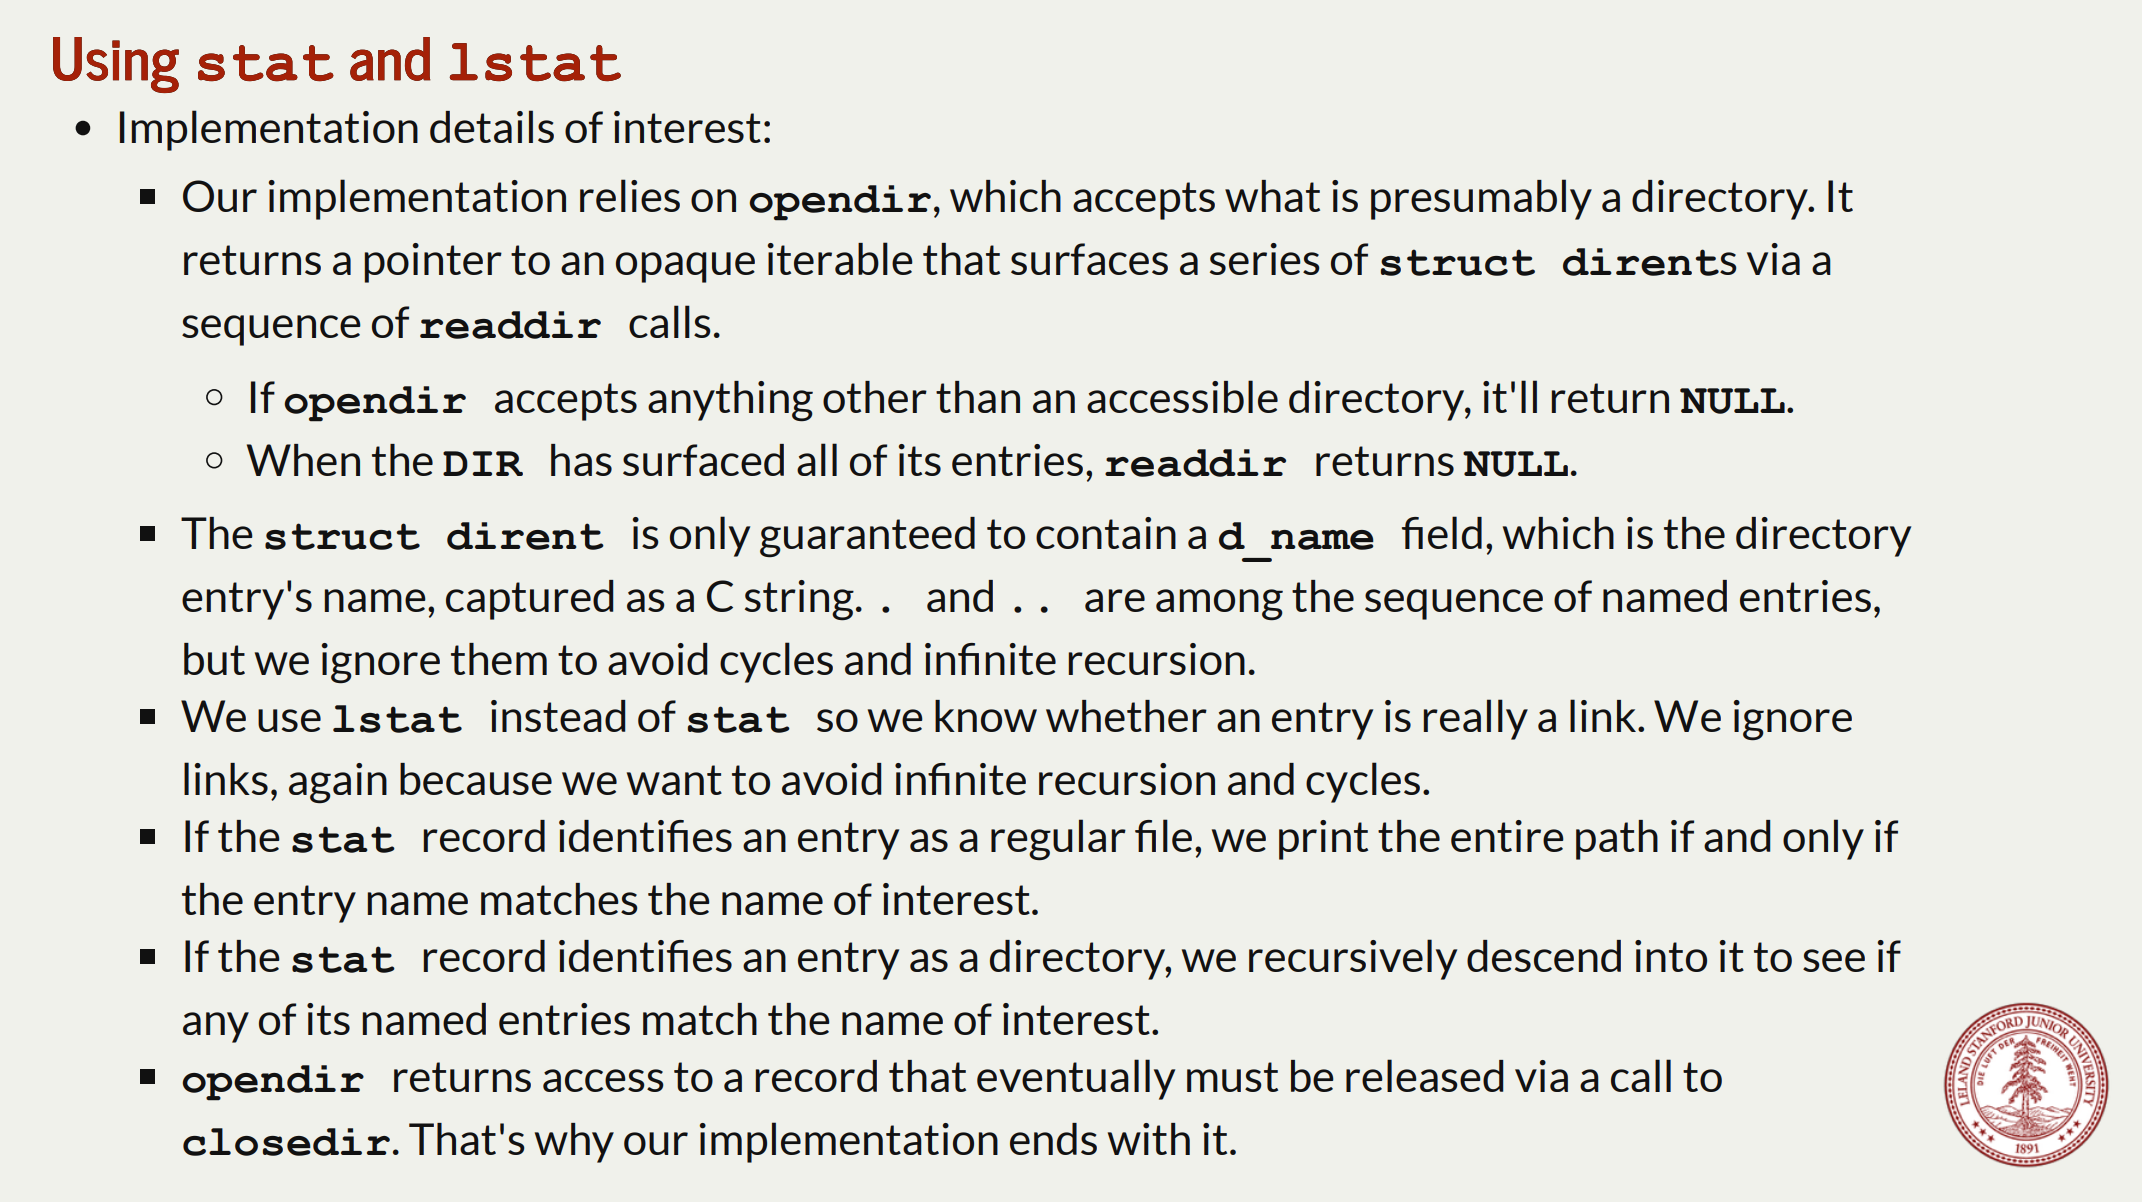 Using stat and lstat
• Implementation details of interest:
▪ Our implementation relies on opendir, which accepts what is presumably a directory. It
returns a pointer to an opaque iterable that surfaces a series of struct dirents via a
sequence of readdir calls.
◦ If opendir accepts anything other than an accessible directory, it'll return NULL.
◦ When the DIR has surfaced all of its entries, readdir returns NULL.
▪ The struct dirent is only guaranteed to contain a d_name field, which is the directory
entry's name, captured as a C string. . and .. are among the sequence of named entries,
but we ignore them to avoid cycles and infinite recursion.
▪ We use lstat instead of stat so we know whether an entry is really a link. We ignore
links, again because we want to avoid infinite recursion and cycles.
▪ If the stat record identifies an entry as a regular file, we print the entire path if and only if
the entry name matches the name of interest.
▪ If the stat record identifies an entry as a directory, we recursively descend into it to see if
any of its named entries match the name of interest.
▪ opendir returns access to a record that eventually must be released via a call to
closedir. That's why our implementation ends with it.
LELAND STANFORD JUNIOR UNIVERSITY
DIE LUFT DER FREIHEIT WEHT
1891